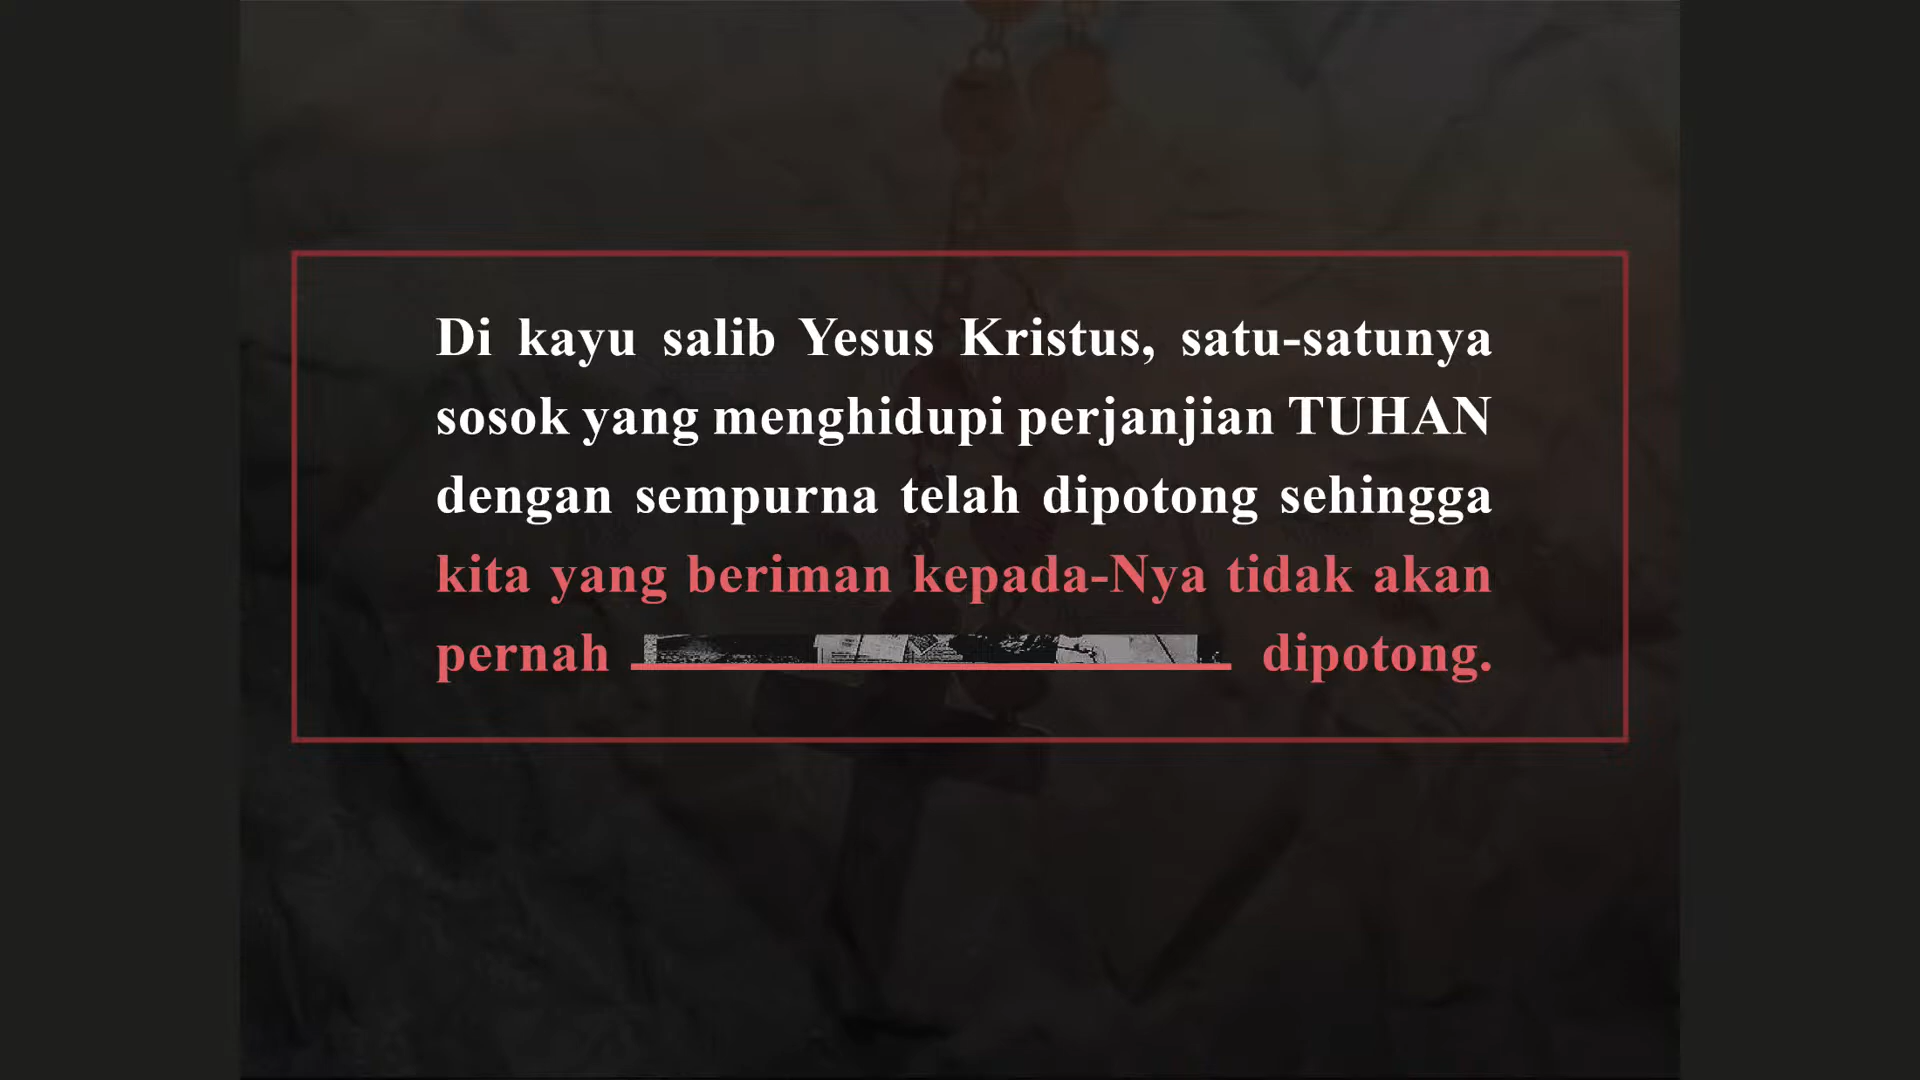 Di kayu salib Yesus Kristus, satu-satunya
sosok yang menghidupi perjanjian TUHAN
dengan sempurna telah dipotong sehingga
kita yang beriman kepada-Nya tidak akan
pernah dipotong.